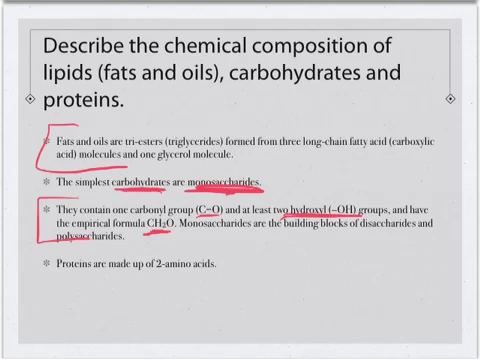 Describe the chemical composition of
lipids (fats and oils), carbohydrates and
proteins.
Fats and oils are tri-esters (triglycerides) formed from three long-chain fatty acid (carboxylic
acid) molecules and one glycerol molecule.
The simplest carbohydrates are monosaccharides.
They contain one carbonyl group (C=O) and at least two hydroxyl (–OH) groups, and have
the empirical formula CH₂O. Monosaccharides are the building blocks of disaccharides and
polysaccharides.
Proteins are made up of 2-amino acids.